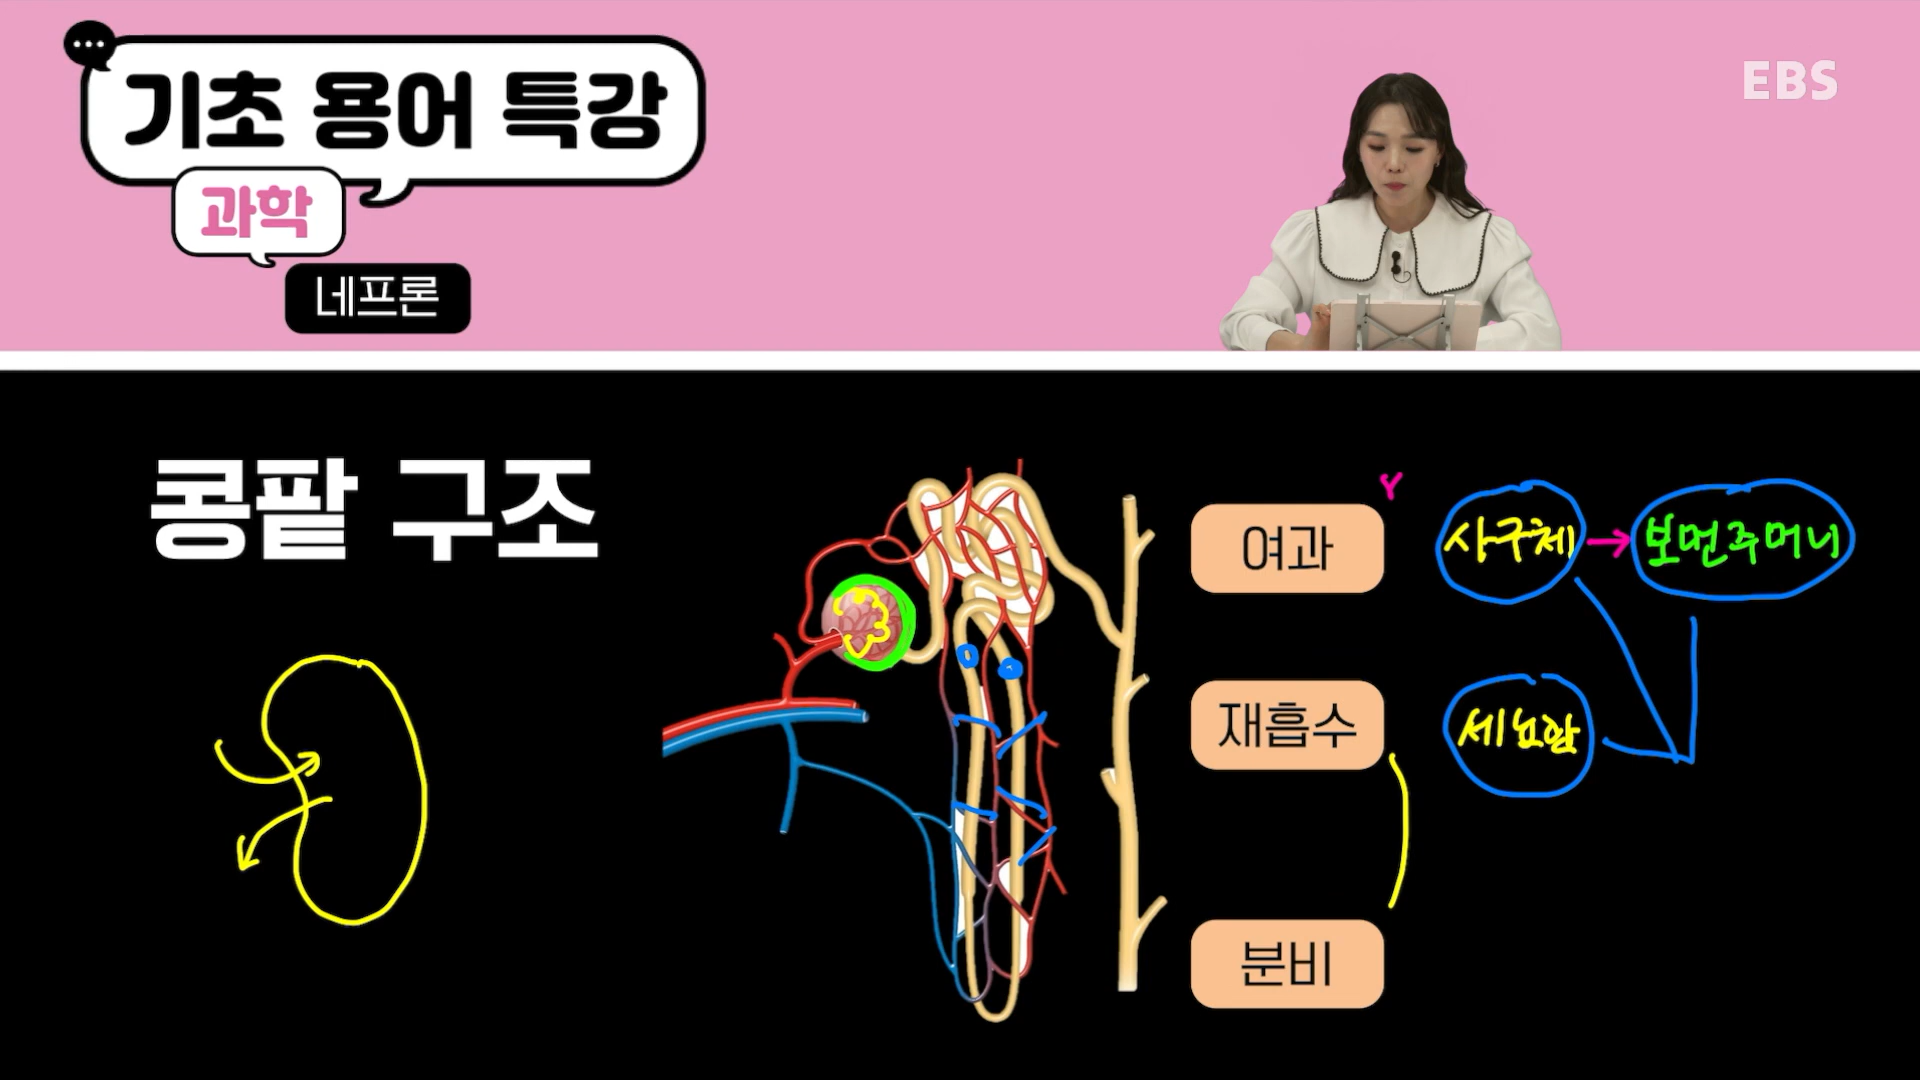 기초 용어 특강
과학
네프론
EBS
콩팥 구조
여과
사구체 → 보먼주머니
재흡수
세뇨관
분비